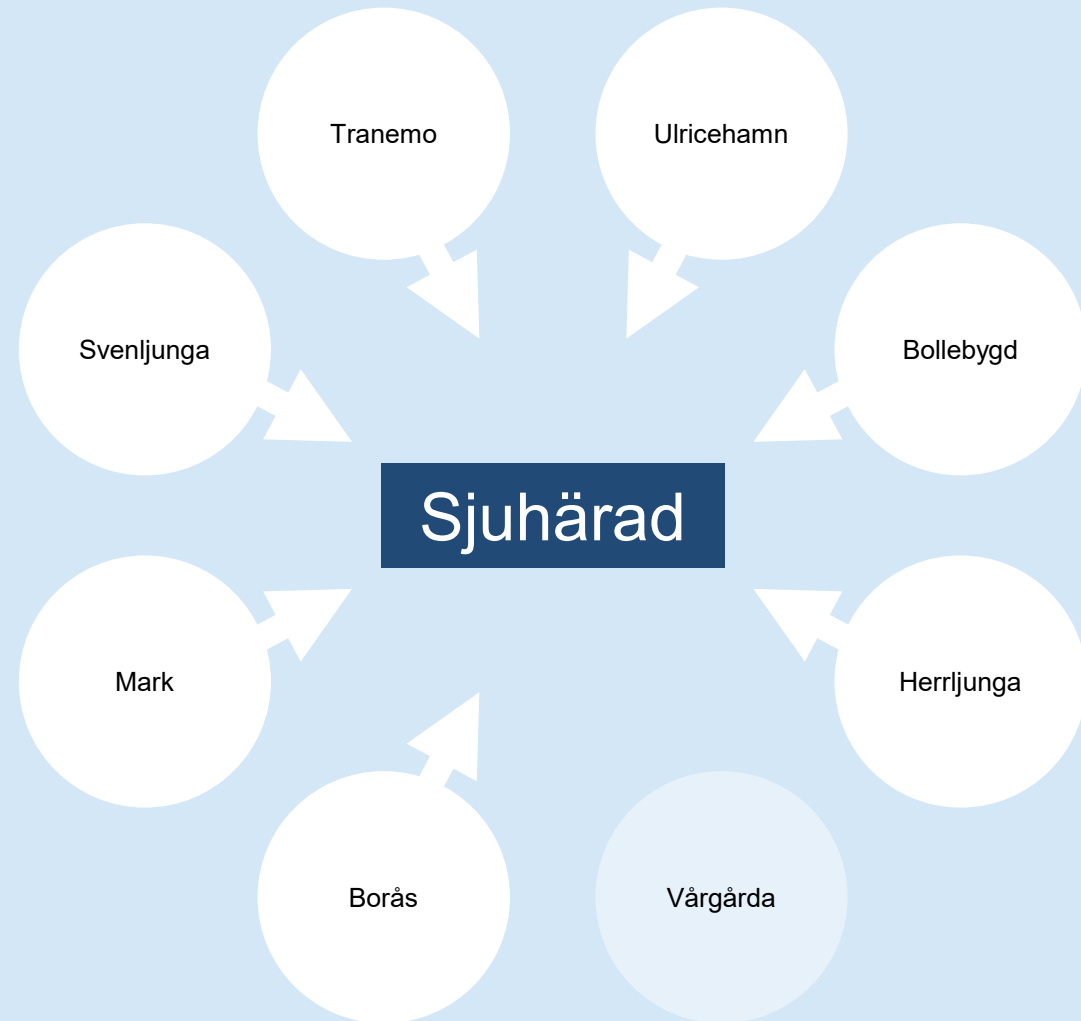 Tranemo
Ulricehamn
Svenljunga
Bollebygd
Sjuhärad
Mark
Herrljunga
Borås
Vårgårda